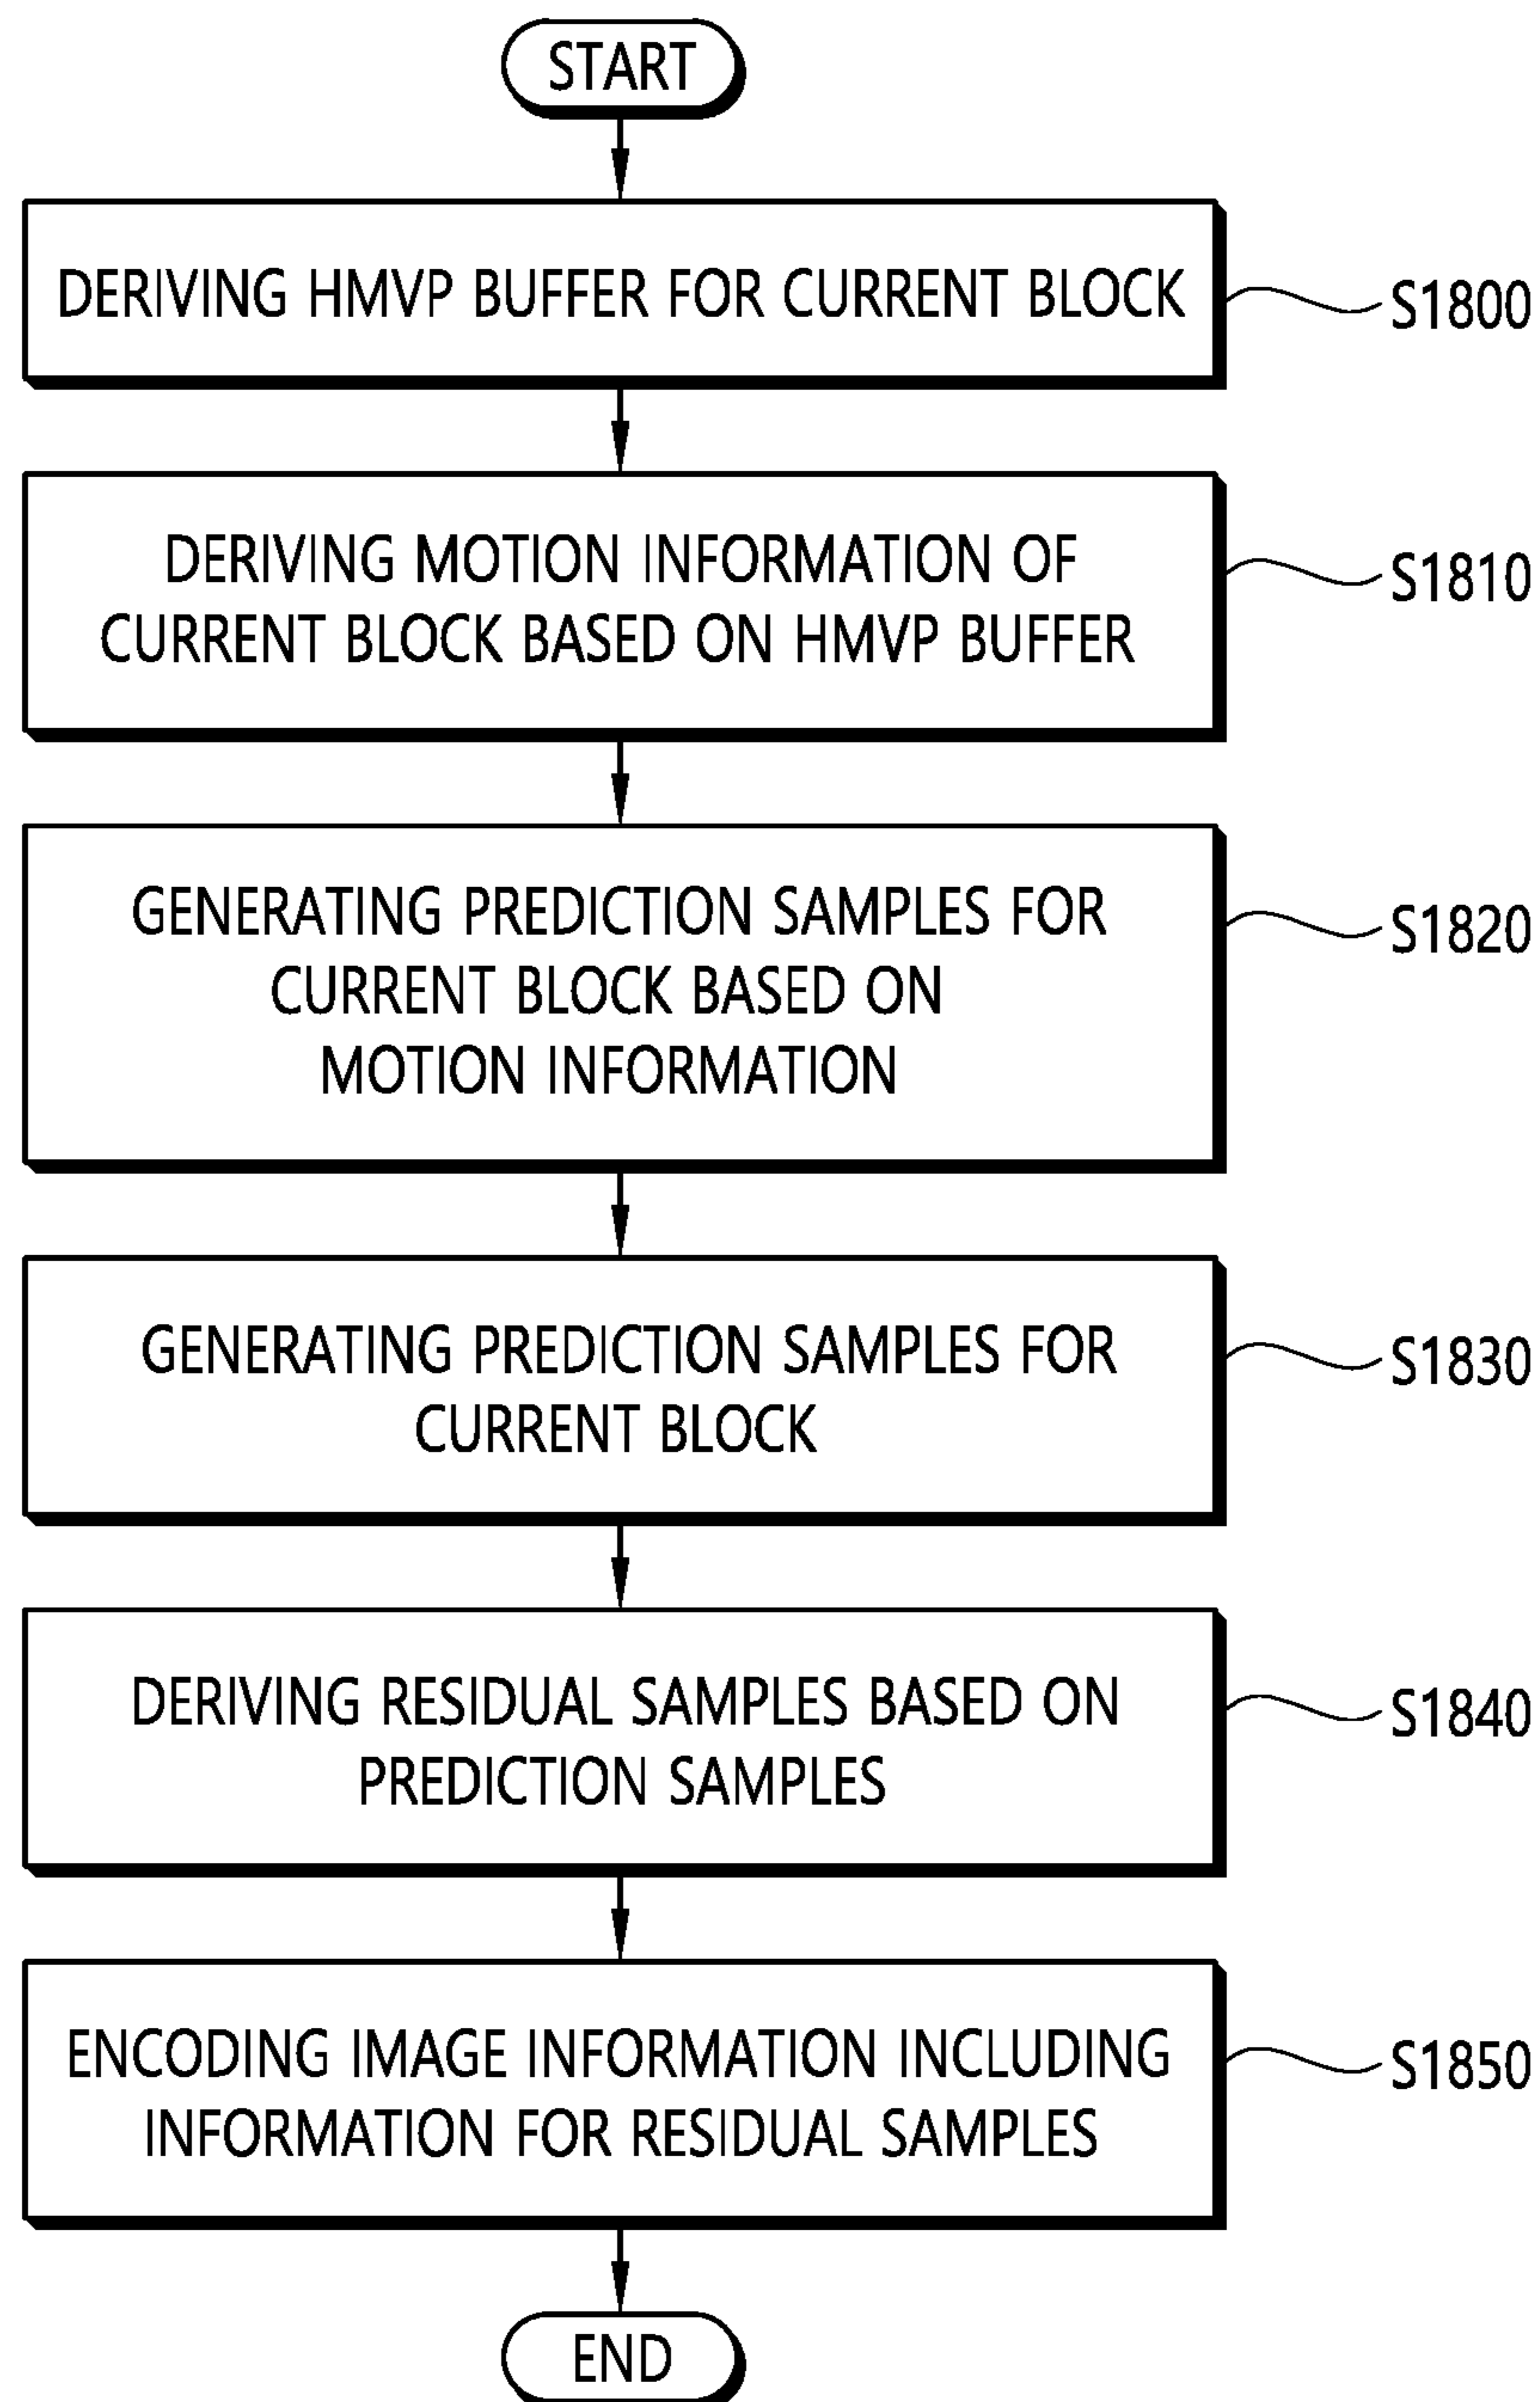 START
DERIVING HMVP BUFFER FOR CURRENT BLOCK
S1800
DERIVING MOTION INFORMATION OF
CURRENT BLOCK BASED ON HMVP BUFFER
S1810
GENERATING PREDICTION SAMPLES FOR
CURRENT BLOCK BASED ON
MOTION INFORMATION
S1820
GENERATING PREDICTION SAMPLES FOR
CURRENT BLOCK
S1830
DERIVING RESIDUAL SAMPLES BASED ON
PREDICTION SAMPLES
S1840
ENCODING IMAGE INFORMATION INCLUDING
INFORMATION FOR RESIDUAL SAMPLES
S1850
END